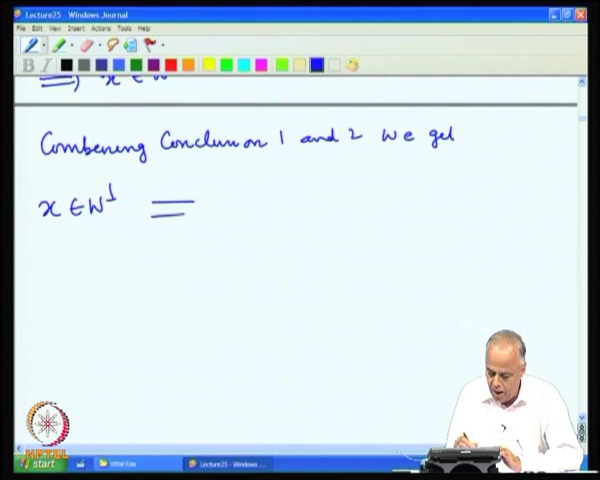 Lecture25 - Windows Journal
File Edit View Insert Actions Tools Help
B I
⟹ x ∈ W
Combening Conclusion 1 and 2 we get
x ∈ W⊥ ==
NPTEL
start
Lecture25 - Windows ...